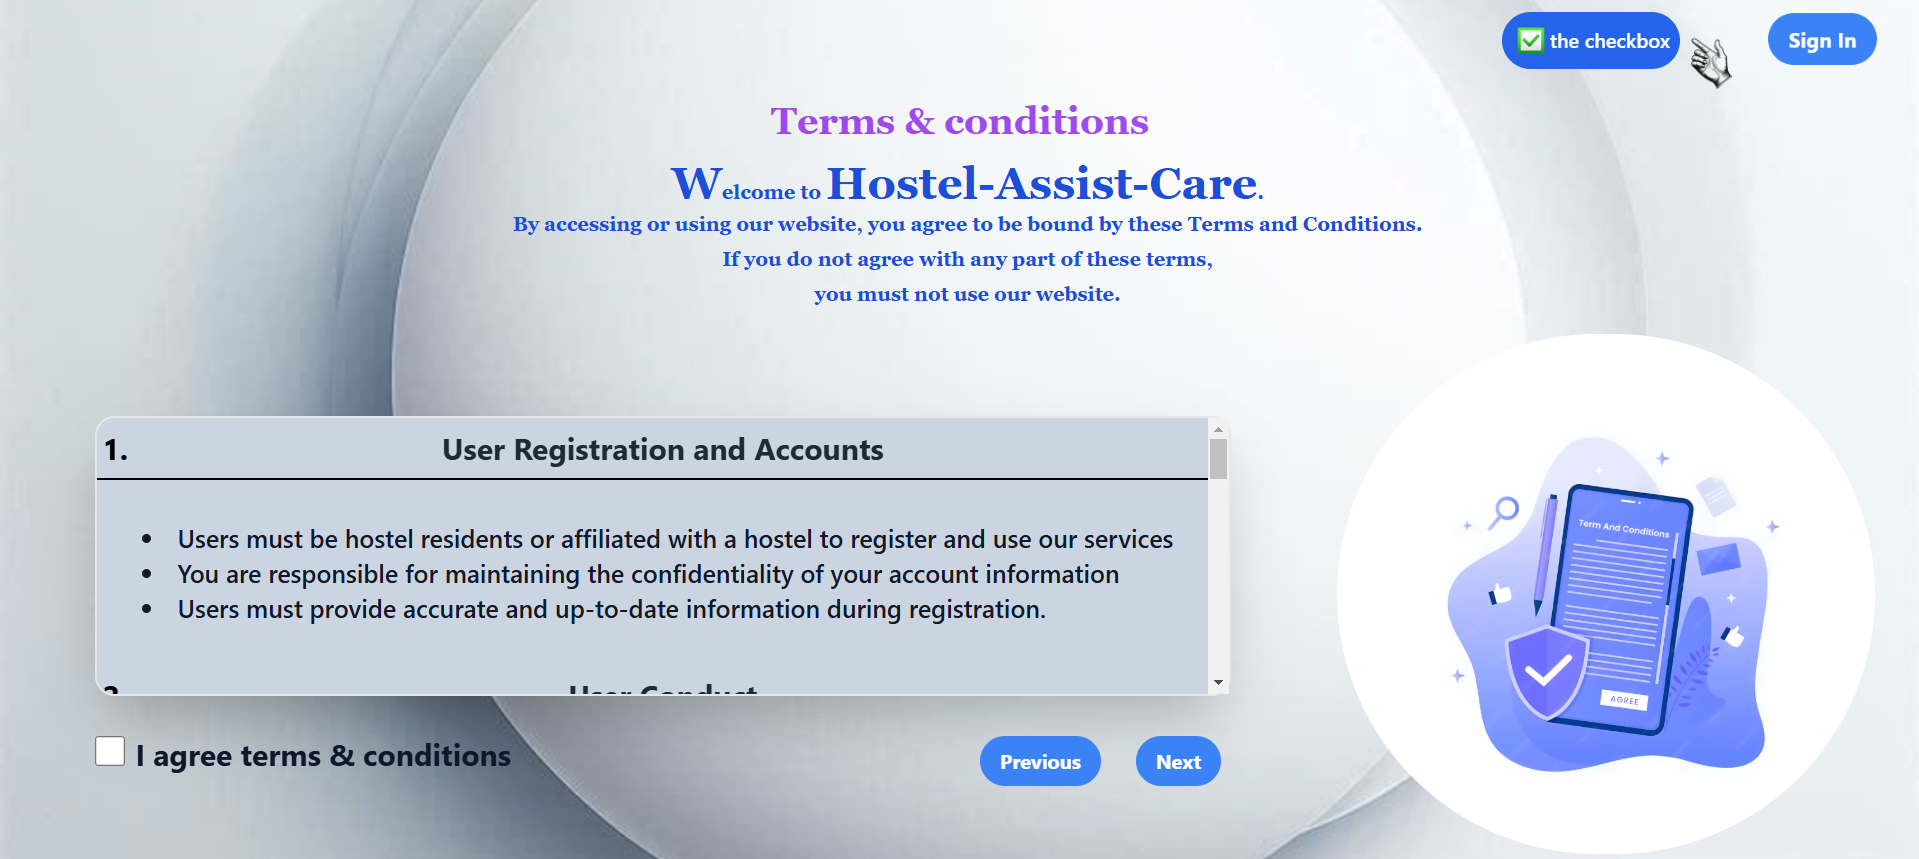 ✅ the checkbox
Sign In
Terms & conditions
Welcome to Hostel-Assist-Care.
By accessing or using our website, you agree to be bound by these Terms and Conditions.
If you do not agree with any part of these terms,
you must not use our website.
1. User Registration and Accounts
• Users must be hostel residents or affiliated with a hostel to register and use our services
• You are responsible for maintaining the confidentiality of your account information
• Users must provide accurate and up-to-date information during registration.
2. User Conduct
Term And Conditions
AGREE
I agree terms & conditions
Previous
Next